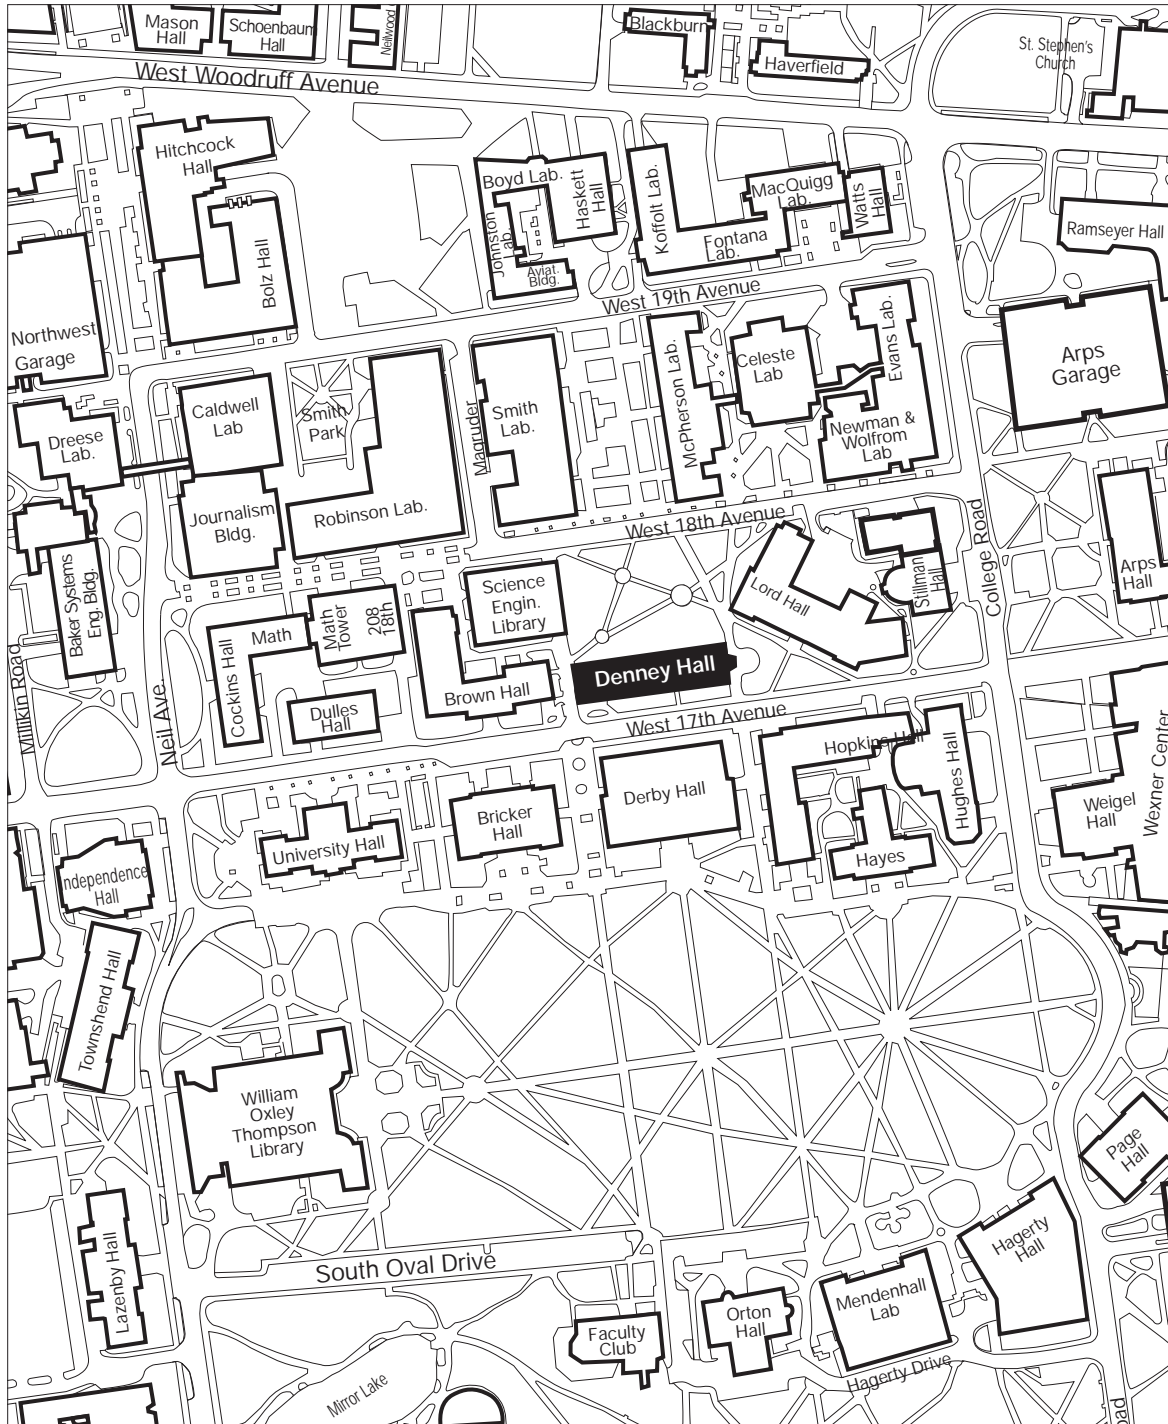 Mason
Hall
Schoenbaum
Hall
Neilwood
Blackburn
Haverfield
St. Stephen's
Church
West Woodruff Avenue
Hitchcock
Hall
Boyd Lab.
Haskett
Hall
Johnston
Lab.
Aviat.
Bldg.
Koffolt Lab.
MacQuigg
Lab.
Watts
Hall
Fontana
Lab.
Ramseyer Hall
Bolz Hall
West 19th Avenue
Northwest
Garage
McPherson Lab.
Celeste
Lab
Evans Lab.
Arps
Garage
Caldwell
Lab
Smith
Park
Magruder
Smith
Lab.
Newman &
Wolfrom
Lab
Dreese
Lab.
Journalism
Bldg.
Robinson Lab.
West 18th Avenue
College Road
Arps
Hall
Baker Systems
Eng. Bldg.
Science
Engin.
Library
Lord Hall
Stillman
Hall
Math
Math
Tower
208
18th
Cockins Hall
Dulles
Hall
Brown Hall
Denney Hall
Millikin Road
Neil Ave.
West 17th Avenue
Hopkins Hall
Hughes Hall
Wexner Center
Derby Hall
Bricker
Hall
University Hall
Hayes
Weigel
Hall
Independence
Hall
Townshend Hall
William
Oxley
Thompson
Library
Page
Hall
Lazenby Hall
South Oval Drive
Hagerty
Hall
Mendenhall
Lab
Orton
Hall
Faculty
Club
Hagerty Drive
Mirror Lake